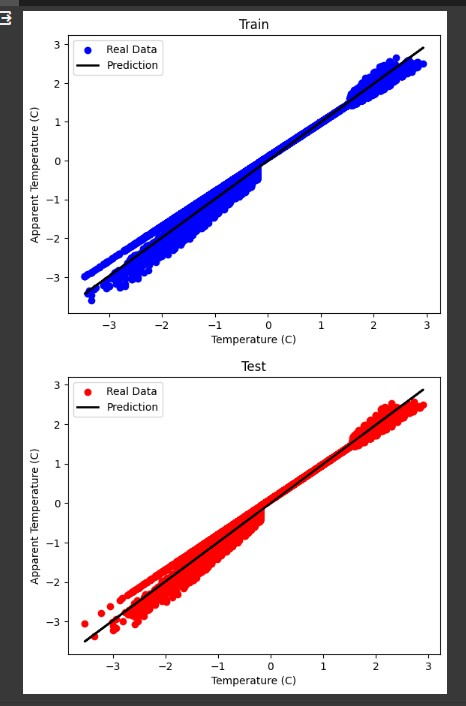 Train
Real Data
Prediction
Apparent Temperature (C)
3
2
1
0
−1
−2
−3
−3 −2 −1 0 1 2 3
Temperature (C)
Test
Real Data
Prediction
Apparent Temperature (C)
3
2
1
0
−1
−2
−3
−3 −2 −1 0 1 2 3
Temperature (C)